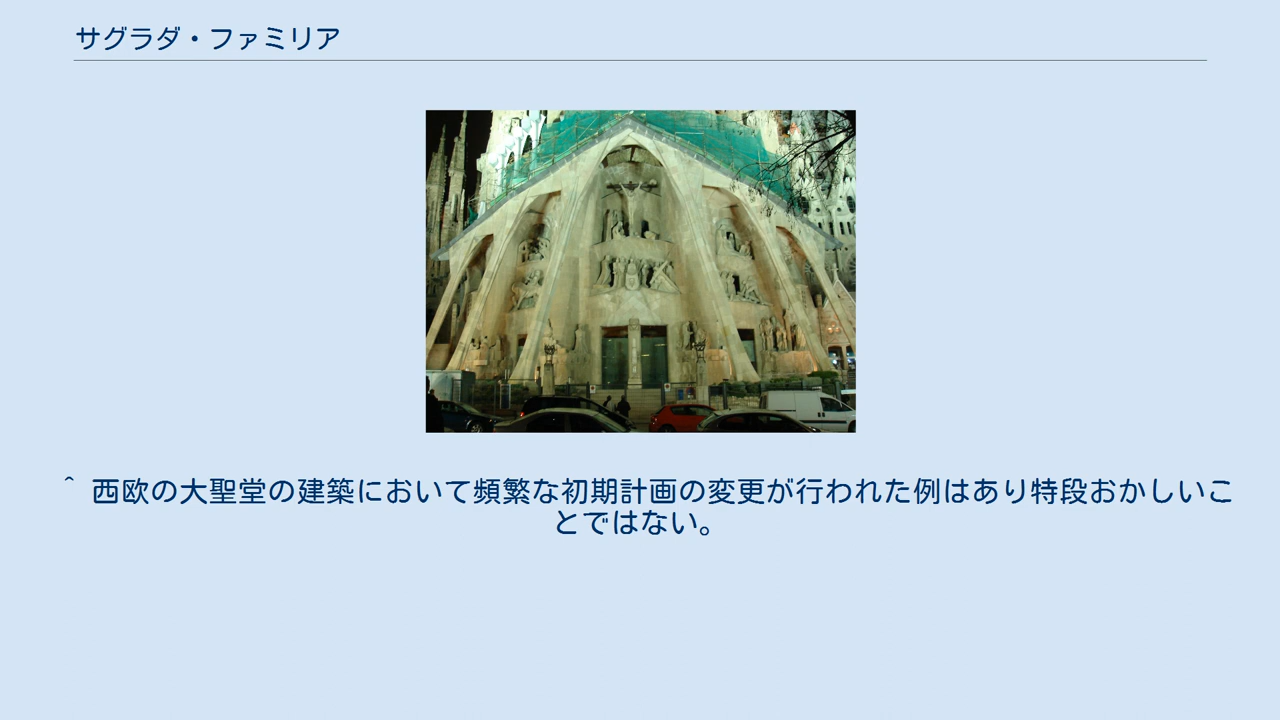 サグラダ・ファミリア
^ 西欧の大聖堂の建築において頻繁な初期計画の変更が行われた例はあり特段おかしいこ
とではない。